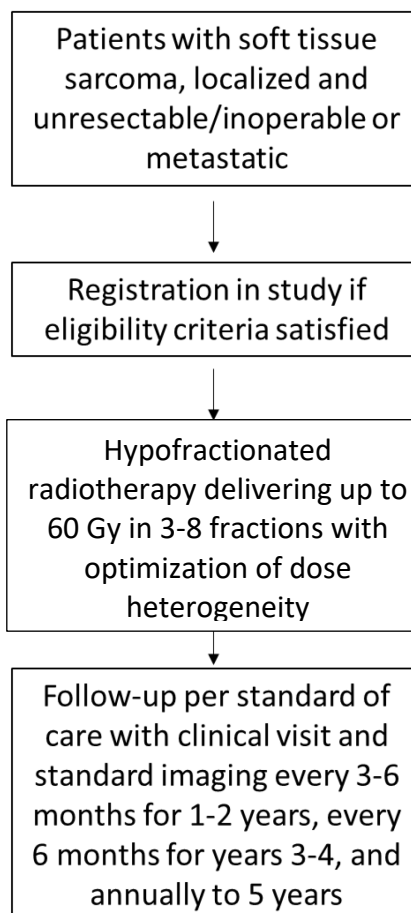 Patients with soft tissue
sarcoma, localized and
unresectable/inoperable or
metastatic
Registration in study if
eligibility criteria satisfied
Hypofractionated
radiotherapy delivering up to
60 Gy in 3-8 fractions with
optimization of dose
heterogeneity
Follow-up per standard of
care with clinical visit and
standard imaging every 3-6
months for 1-2 years, every
6 months for years 3-4, and
annually to 5 years